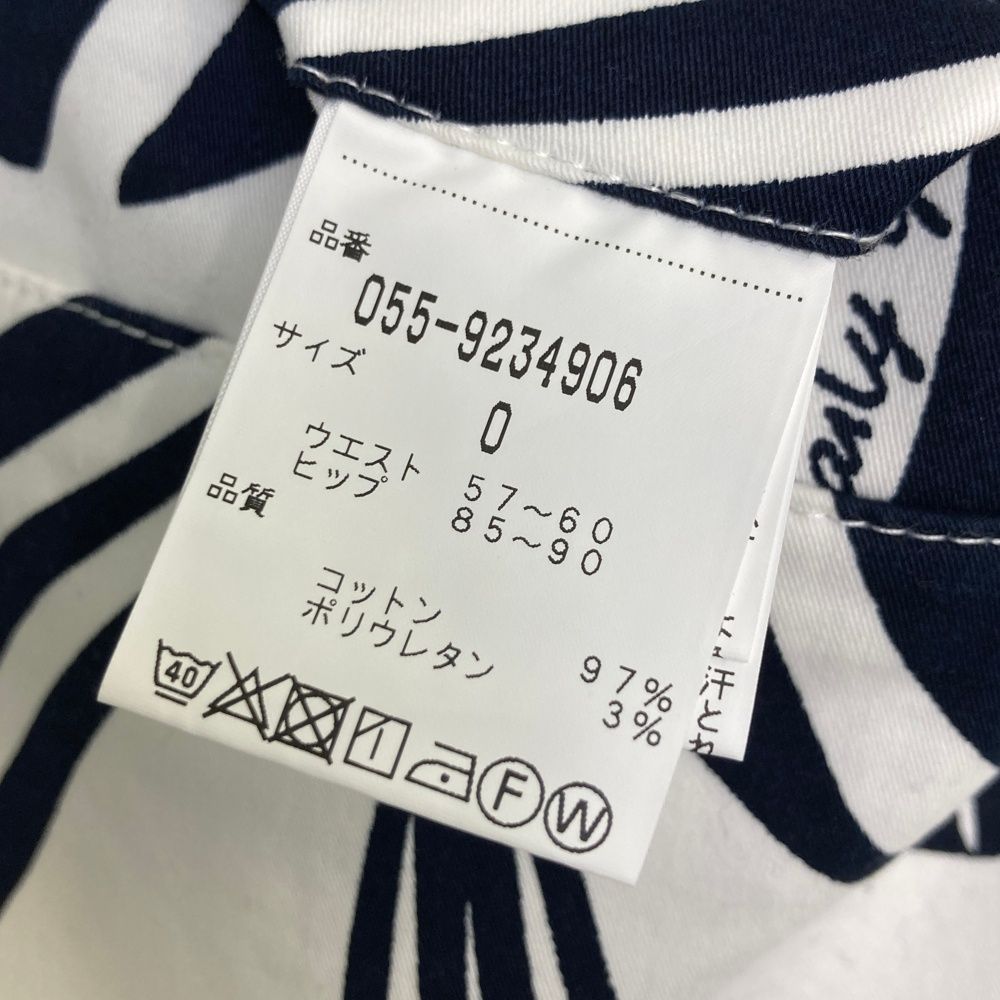 品番
055-9234906
サイズ
0
ウエスト 57〜60
ヒップ 85〜90
品質
コットン 97%
ポリウレタン 3%
40
F
W
汗
とれ